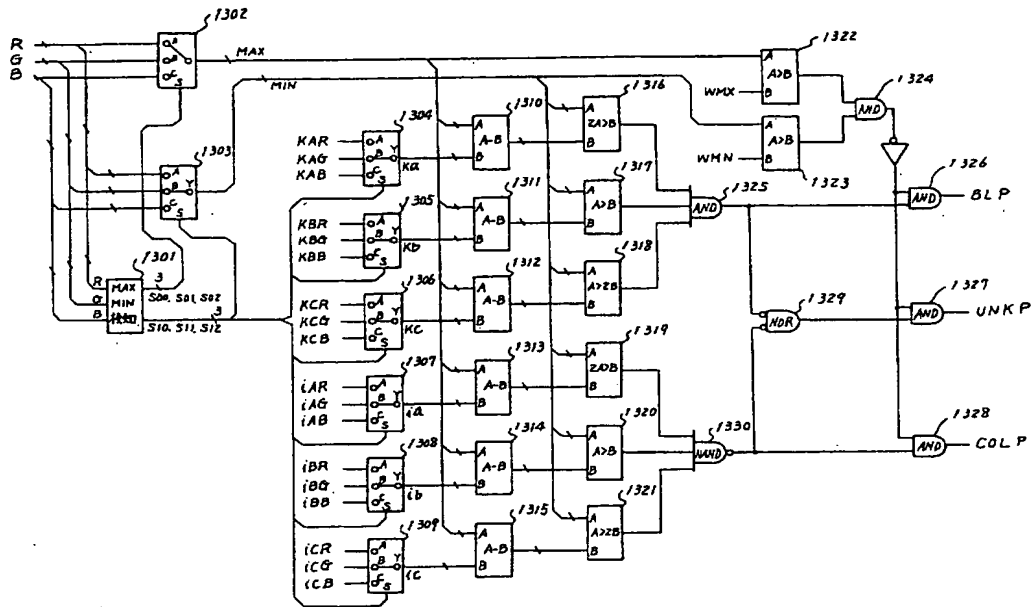 1302
R
G
B
A
B
C
S
MAX
MIN
1303
A
B
C
Y
S
1301
R
G
B
MAX
MIN
検知
3
S00, S01, S02
3
S10, S11, S12
1304
KAR
KAG
KAB
A
B
C
Y
S
Ka
1305
KBR
KBG
KBB
A
B
C
Y
S
Kb
1306
KCR
KCG
KCB
A
B
C
Y
S
Kc
1307
iAR
iAG
iAB
A
B
C
Y
S
ia
1308
iBR
iBG
iBB
A
B
C
Y
S
ib
1309
iCR
iCG
iCB
A
B
C
Y
S
ic
1310
A
A-B
B
1311
A
A-B
B
1312
A
A-B
B
1313
A
A-B
B
1314
A
A-B
B
1315
A
A-B
B
1316
A
2A>B
B
1317
A
A>B
B
1318
A
A>2B
B
1319
A
2A>B
B
1320
A
A>B
B
1321
A
A>2B
B
1322
A
A>B
B
WMX
1323
A
A>B
B
WMN
1324
AND
1325
AND
1326
AND
BLP
1327
AND
UNKP
1328
AND
COLP
1329
NOR
1330
NAND